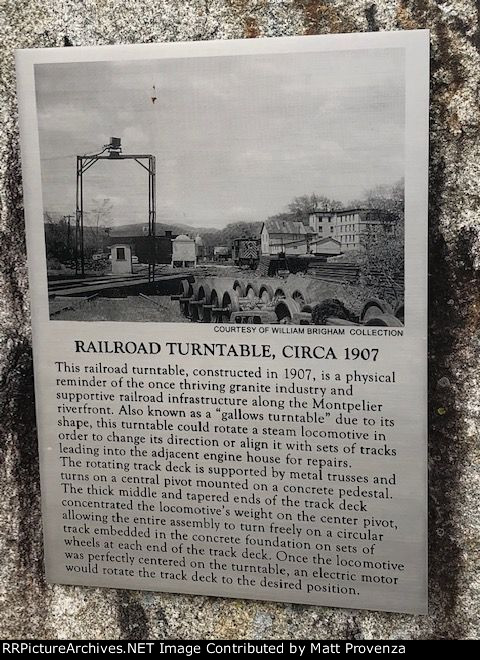 COURTESY OF WILLIAM BRIGHAM COLLECTION
RAILROAD TURNTABLE, CIRCA 1907
This railroad turntable, constructed in 1907, is a physical
reminder of the once thriving granite industry and
supportive railroad infrastructure along the Montpelier
riverfront. Also known as a “gallows turntable” due to its
shape, this turntable could rotate a steam locomotive in
order to change its direction or align it with sets of tracks
leading into the adjacent engine house for repairs.
The rotating track deck is supported by metal trusses and
turns on a central pivot mounted on a concrete pedestal.
The thick middle and tapered ends of the track deck
concentrated the locomotive's weight on the center pivot,
allowing the entire assembly to turn freely on a circular
track embedded in the concrete foundation on sets of
wheels at each end of the track deck. Once the locomotive
was perfectly centered on the turntable, an electric motor
would rotate the track deck to the desired position.
RRPictureArchives.NET Image Contributed by Matt Provenza